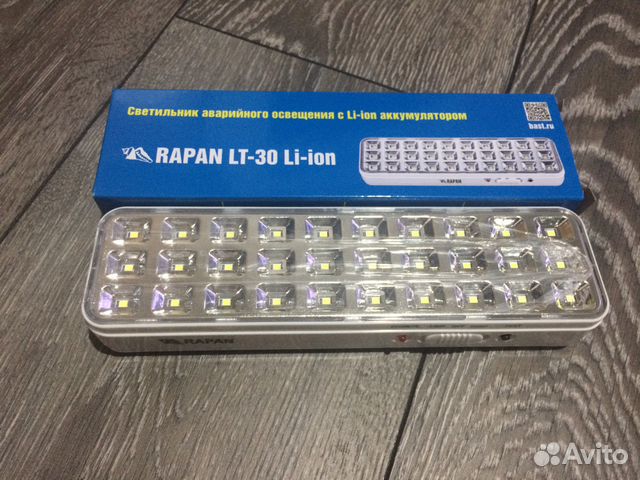 Светильник аварийного освещения с Li-ion аккумулятором
bast.ru
RAPAN LT-30 Li-ion
RAPAN
RAPAN
Avito